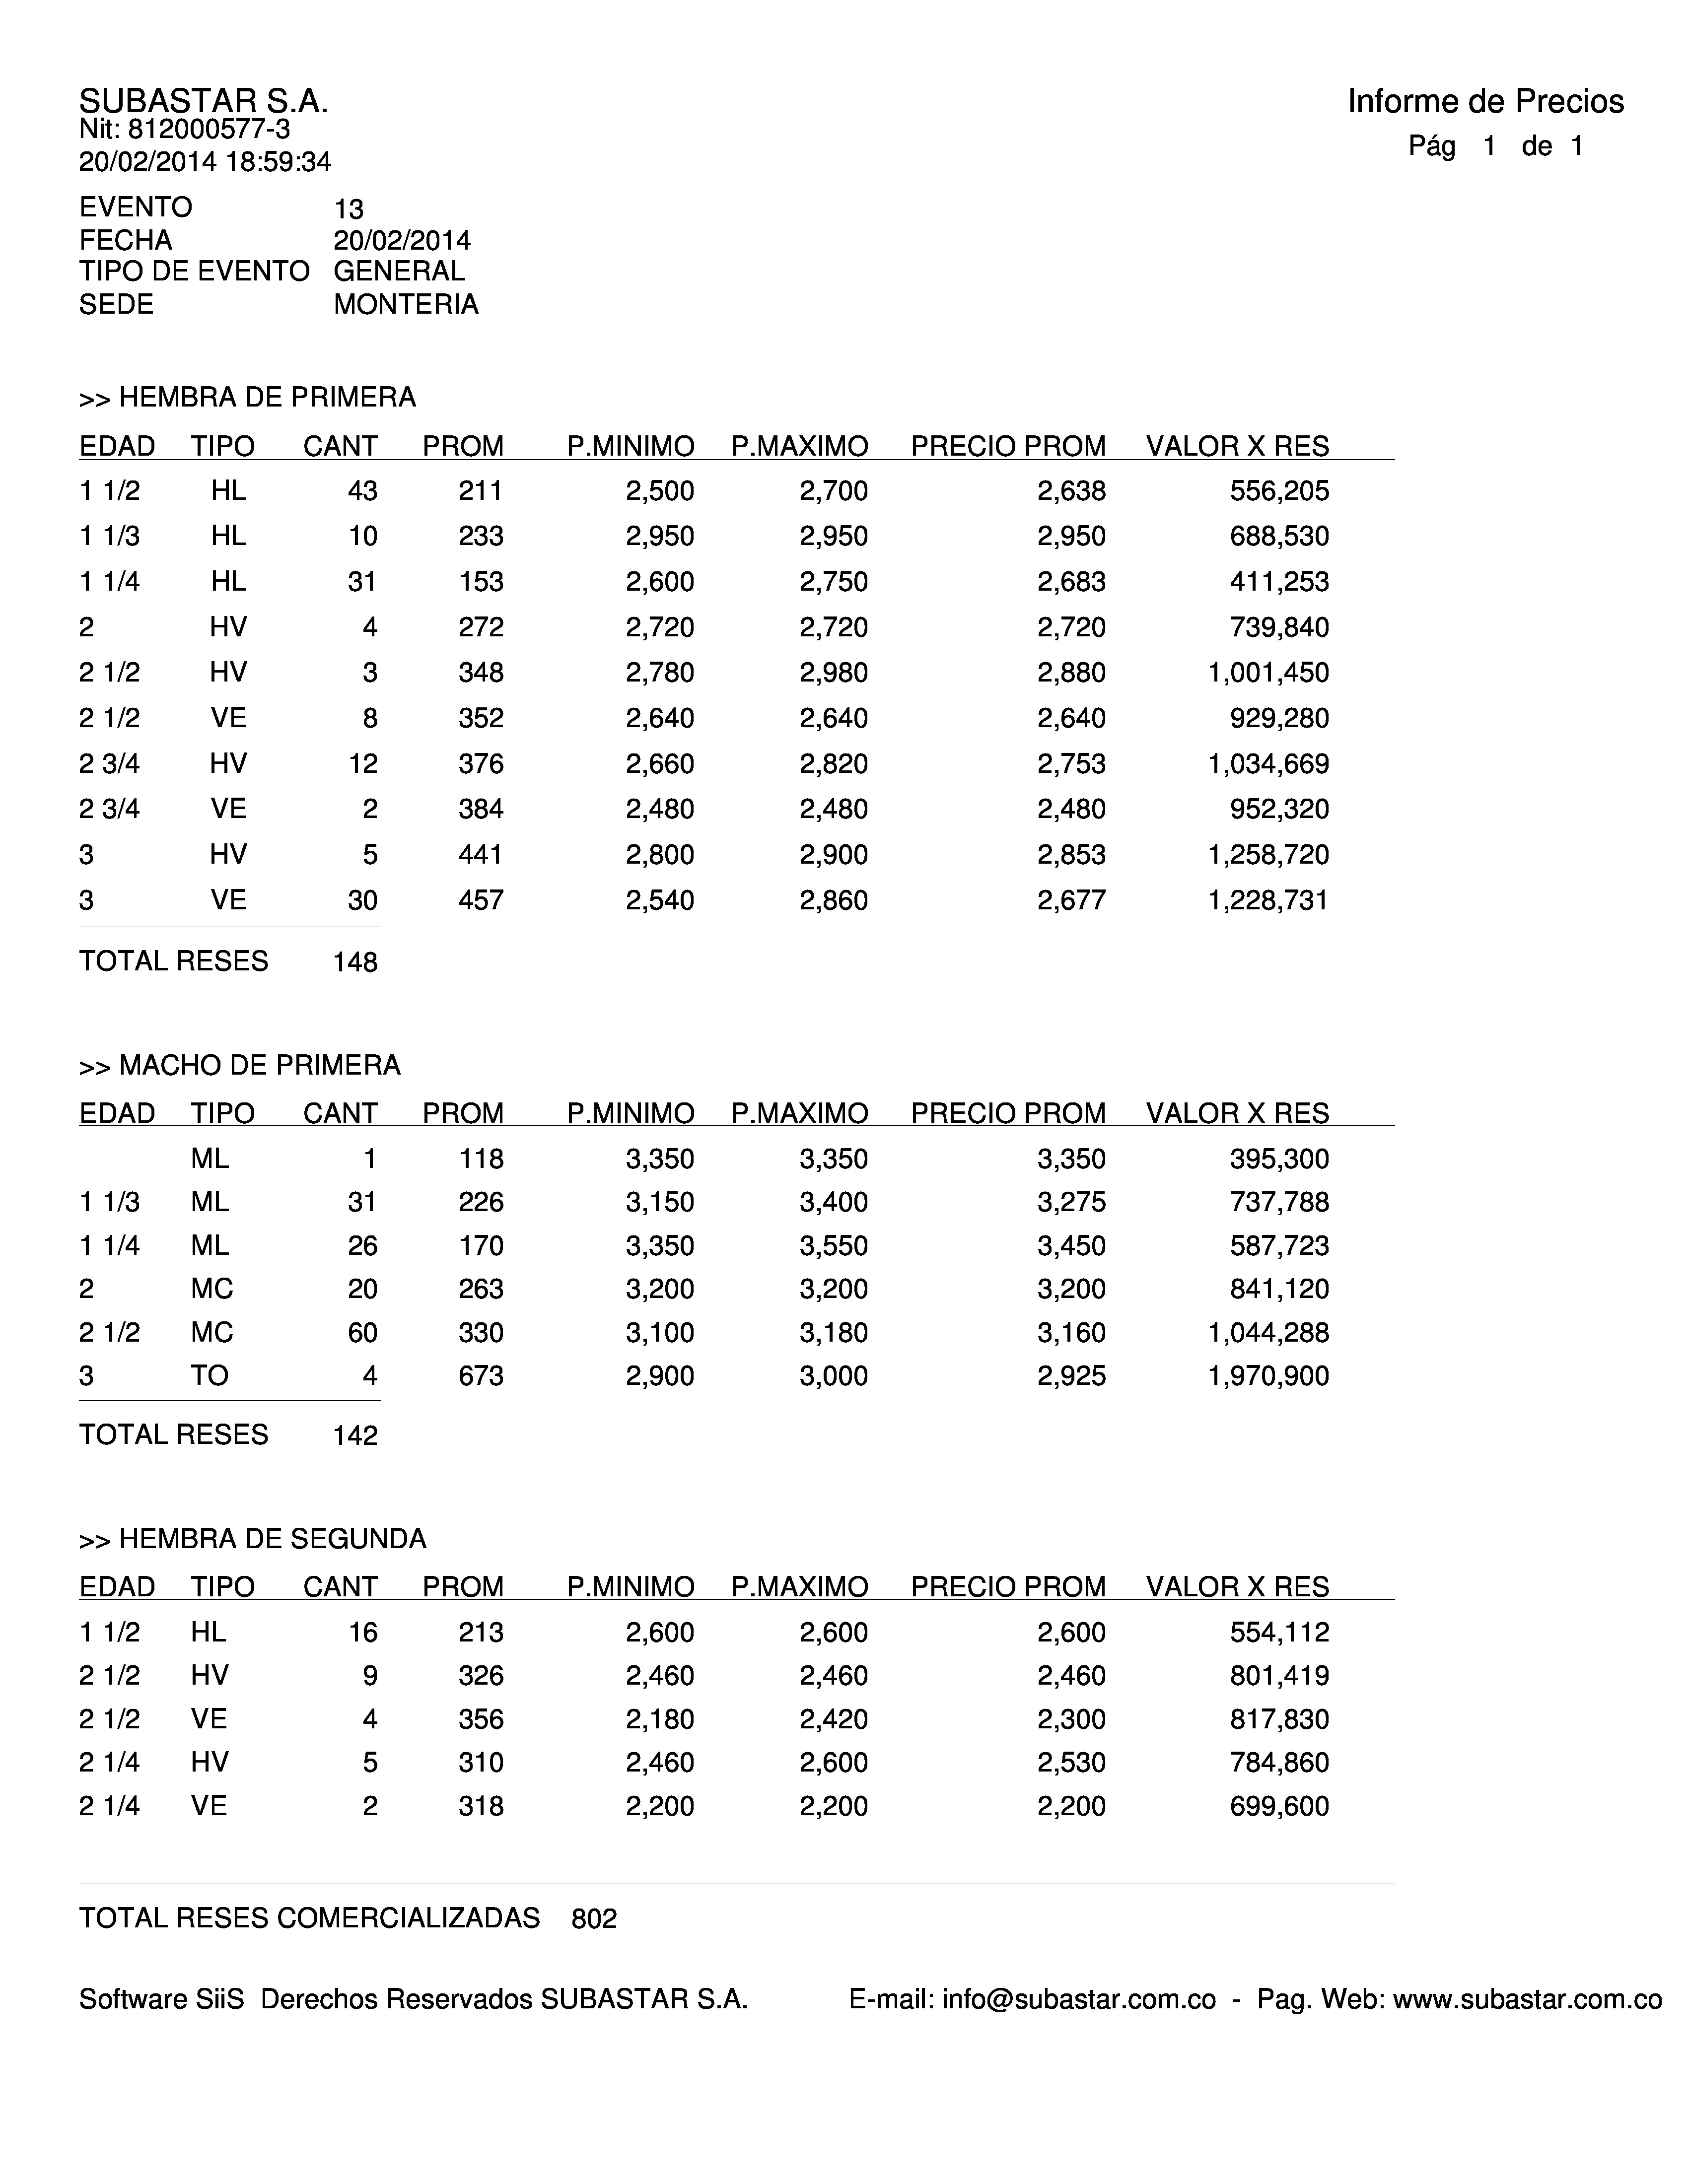 SUBASTAR S.A.
Nit: 812000577-3
20/02/2014 18:59:34
Informe de Precios
Pág 1 de 1
EVENTO 13
FECHA 20/02/2014
TIPO DE EVENTO GENERAL
SEDE MONTERIA
>> HEMBRA DE PRIMERA
EDAD TIPO CANT PROM P.MINIMO P.MAXIMO PRECIO PROM VALOR X RES
1 1/2 HL 43 211 2,500 2,700 2,638 556,205
1 1/3 HL 10 233 2,950 2,950 2,950 688,530
1 1/4 HL 31 153 2,600 2,750 2,683 411,253
2 HV 4 272 2,720 2,720 2,720 739,840
2 1/2 HV 3 348 2,780 2,980 2,880 1,001,450
2 1/2 VE 8 352 2,640 2,640 2,640 929,280
2 3/4 HV 12 376 2,660 2,820 2,753 1,034,669
2 3/4 VE 2 384 2,480 2,480 2,480 952,320
3 HV 5 441 2,800 2,900 2,853 1,258,720
3 VE 30 457 2,540 2,860 2,677 1,228,731
TOTAL RESES 148
>> MACHO DE PRIMERA
EDAD TIPO CANT PROM P.MINIMO P.MAXIMO PRECIO PROM VALOR X RES
ML 1 118 3,350 3,350 3,350 395,300
1 1/3 ML 31 226 3,150 3,400 3,275 737,788
1 1/4 ML 26 170 3,350 3,550 3,450 587,723
2 MC 20 263 3,200 3,200 3,200 841,120
2 1/2 MC 60 330 3,100 3,180 3,160 1,044,288
3 TO 4 673 2,900 3,000 2,925 1,970,900
TOTAL RESES 142
>> HEMBRA DE SEGUNDA
EDAD TIPO CANT PROM P.MINIMO P.MAXIMO PRECIO PROM VALOR X RES
1 1/2 HL 16 213 2,600 2,600 2,600 554,112
2 1/2 HV 9 326 2,460 2,460 2,460 801,419
2 1/2 VE 4 356 2,180 2,420 2,300 817,830
2 1/4 HV 5 310 2,460 2,600 2,530 784,860
2 1/4 VE 2 318 2,200 2,200 2,200 699,600
TOTAL RESES COMERCIALIZADAS 802
Software SiiS Derechos Reservados SUBASTAR S.A. E-mail: info@subastar.com.co - Pag. Web: www.subastar.com.co